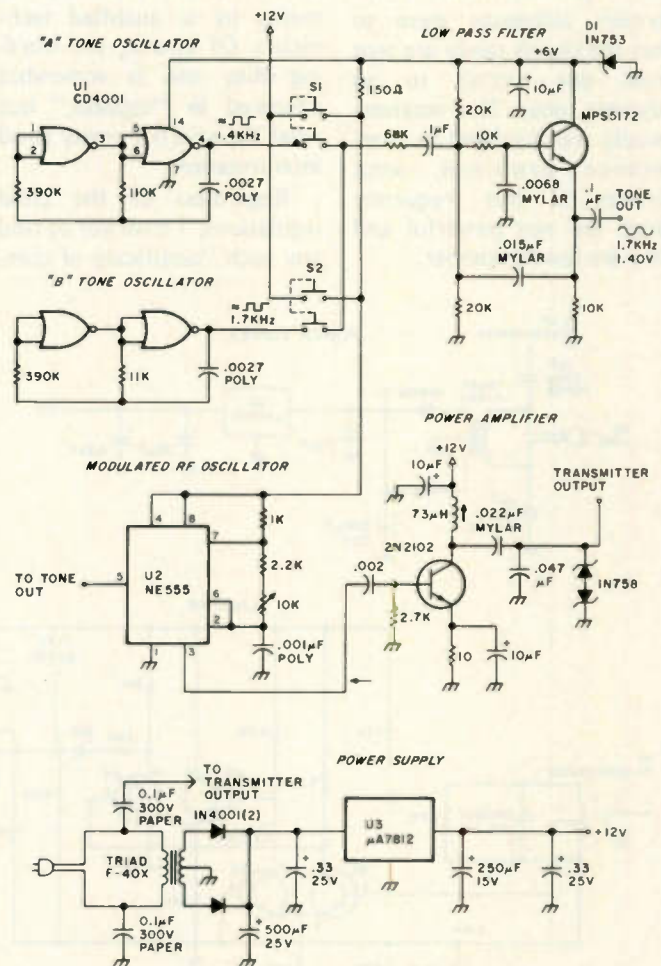 +12V
"A" TONE OSCILLATOR
LOW PASS FILTER
D1
1N753
+6V
U1
CD4001
S1
150Ω
10µF
MPS5172
20K
1
2
3
5
6
14
4
7
≈
1.4KHz
68K
.1µF
10K
390K
110K
.0027
POLY
.0068
MYLAR
.1
µF
TONE
OUT
1.7KHz
1.40V
.015µF
MYLAR
20K
10K
"B" TONE OSCILLATOR
S2
≈
1.7KHz
390K
11K
.0027
POLY
POWER AMPLIFIER
+12V
MODULATED RF OSCILLATOR
10µF
TRANSMITTER
OUTPUT
73µH
.022µF
MYLAR
4
8
1K
7
2.2K
2N2102
.047
µF
1N758
TO TONE
OUT
5
U2
NE555
6
2
10K
.002
2.7K
1
3
.001µF
POLY
10
10µF
POWER SUPPLY
TO
TRANSMITTER
OUTPUT
0.1µF
300V
PAPER
1N4001(2)
U3
µA7812
+12V
TRIAD
F-40X
.33
25V
250µF
15V
.33
25V
0.1µF
300V
PAPER
500µF
25V